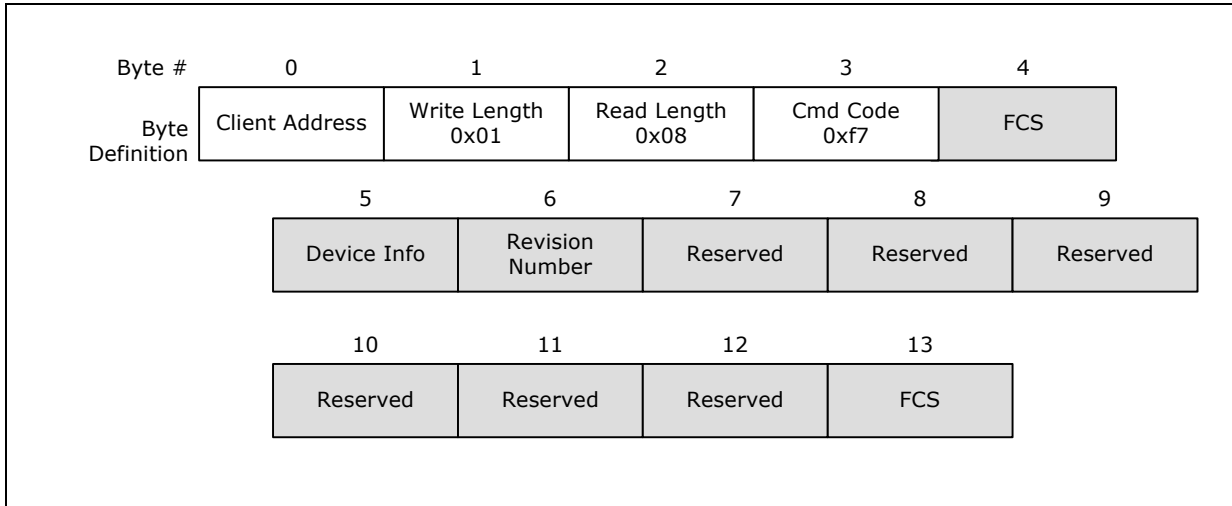 Byte # 0 1 2 3 4
Byte Definition
Client Address
Write Length
0x01
Read Length
0x08
Cmd Code
0xf7
FCS
5 6 7 8 9
Device Info
Revision
Number
Reserved
Reserved
Reserved
10 11 12 13
Reserved
Reserved
Reserved
FCS